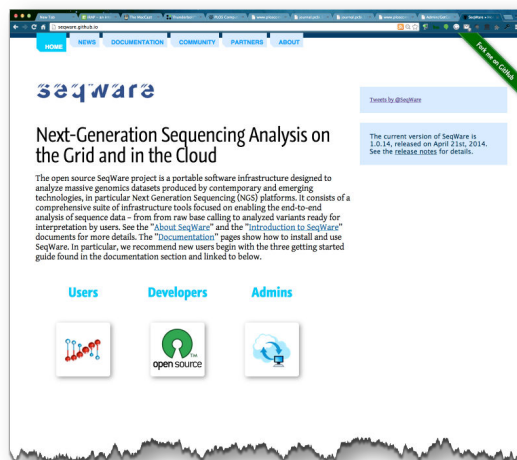 New Tab
seqware.github.io
Fork me on GitHub
HOME NEWS DOCUMENTATION COMMUNITY PARTNERS ABOUT
seqware
Tweets by @SeqWare
The current version of SeqWare is
1.0.14, released on April 21st, 2014.
See the release notes for details.
Next-Generation Sequencing Analysis on
the Grid and in the Cloud
The open source SeqWare project is a portable software infrastructure designed to
analyze massive genomics datasets produced by contemporary and emerging
technologies, in particular Next Generation Sequencing (NGS) platforms. It consists of a
comprehensive suite of infrastructure tools focused on enabling the end-to-end
analysis of sequence data – from from raw base calling to analyzed variants ready for
interpretation by users. See the "About SeqWare" and the "Introduction to SeqWare"
documents for more details. The "Documentation" pages show how to install and use
SeqWare. In particular, we recommend new users begin with the three getting started
guide found in the documentation section and linked to below.
Users Developers Admins
open source
TM